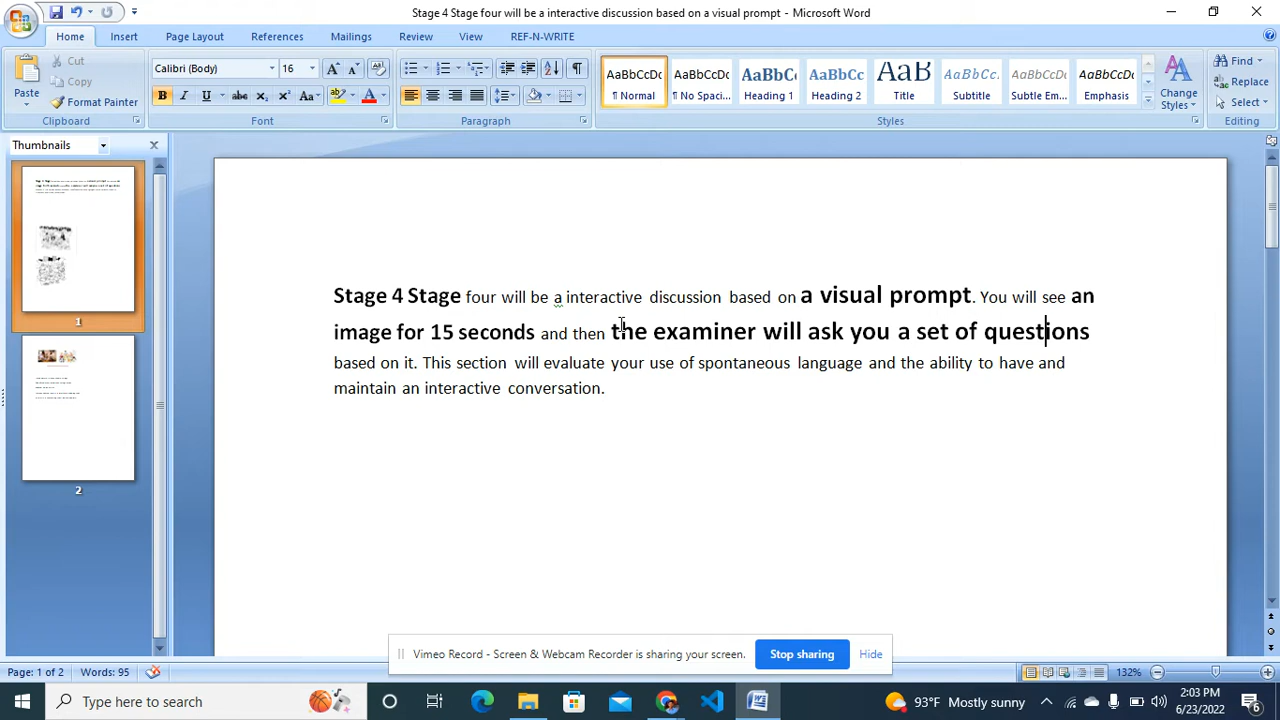 Stage 4 Stage four will be a interactive discussion based on a visual prompt - Microsoft Word
Home Insert Page Layout References Mailings Review View REF-N-WRITE
Paste
Cut
Copy
Format Painter
Clipboard
Calibri (Body) 16
B I U abc x₂ x² Aa
Font
Paragraph
AaBbCcDc AaBbCcDc AaBbCc AaBbCc AaB AaBbCc. AaBbCcDc AaBbCcDc
¶ Normal ¶ No Spaci... Heading 1 Heading 2 Title Subtitle Subtle Em... Emphasis
Change
Styles
Styles
Find
Replace
Select
Editing
Thumbnails
1
2
Stage 4 Stage four will be a interactive discussion based on a visual prompt. You will see an
image for 15 seconds and then the examiner will ask you a set of questions
based on it. This section will evaluate your use of spontaneous language and the ability to have and
maintain an interactive conversation.
Vimeo Record - Screen & Webcam Recorder is sharing your screen. Stop sharing Hide
Page: 1 of 2 Words: 95 132%
Type here to search
93°F Mostly sunny
2:03 PM
6/23/2022
6